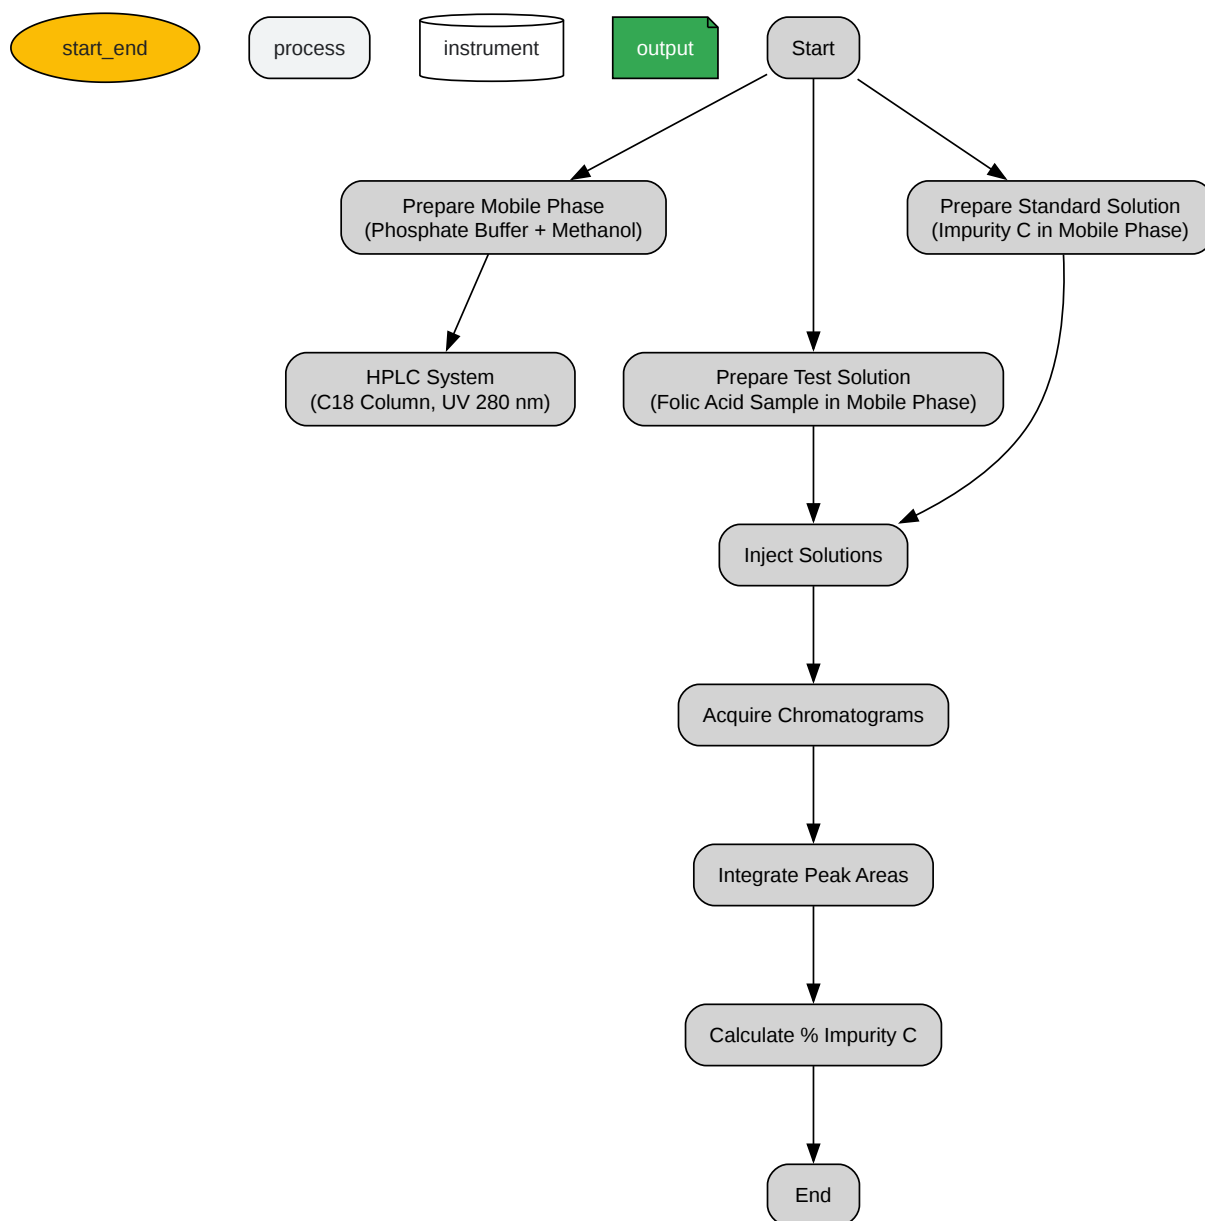 start_end
process
instrument
output
Start
Prepare Mobile Phase
(Phosphate Buffer + Methanol)
Prepare Standard Solution
(Impurity C in Mobile Phase)
HPLC System
(C18 Column, UV 280 nm)
Prepare Test Solution
(Folic Acid Sample in Mobile Phase)
Inject Solutions
Acquire Chromatograms
Integrate Peak Areas
Calculate % Impurity C
End